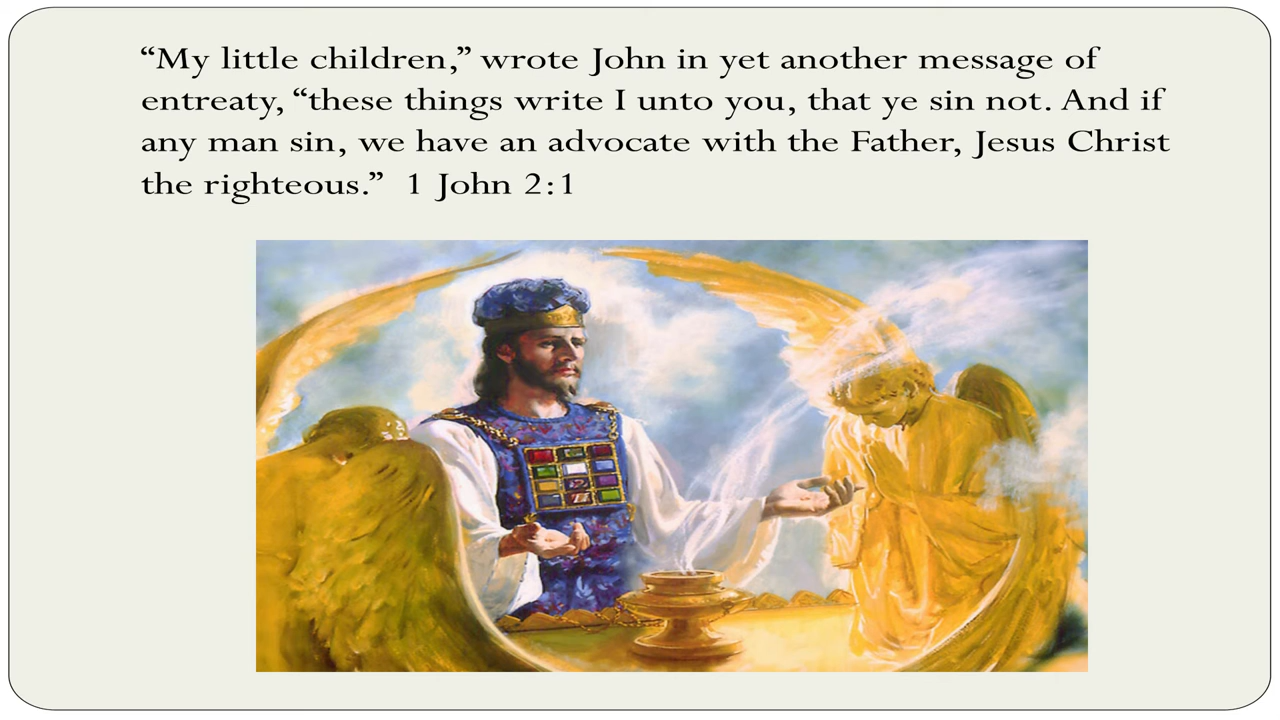 “My little children,” wrote John in yet another message of
entreaty, “these things write I unto you, that ye sin not. And if
any man sin, we have an advocate with the Father, Jesus Christ
the righteous.”  1 John 2:1